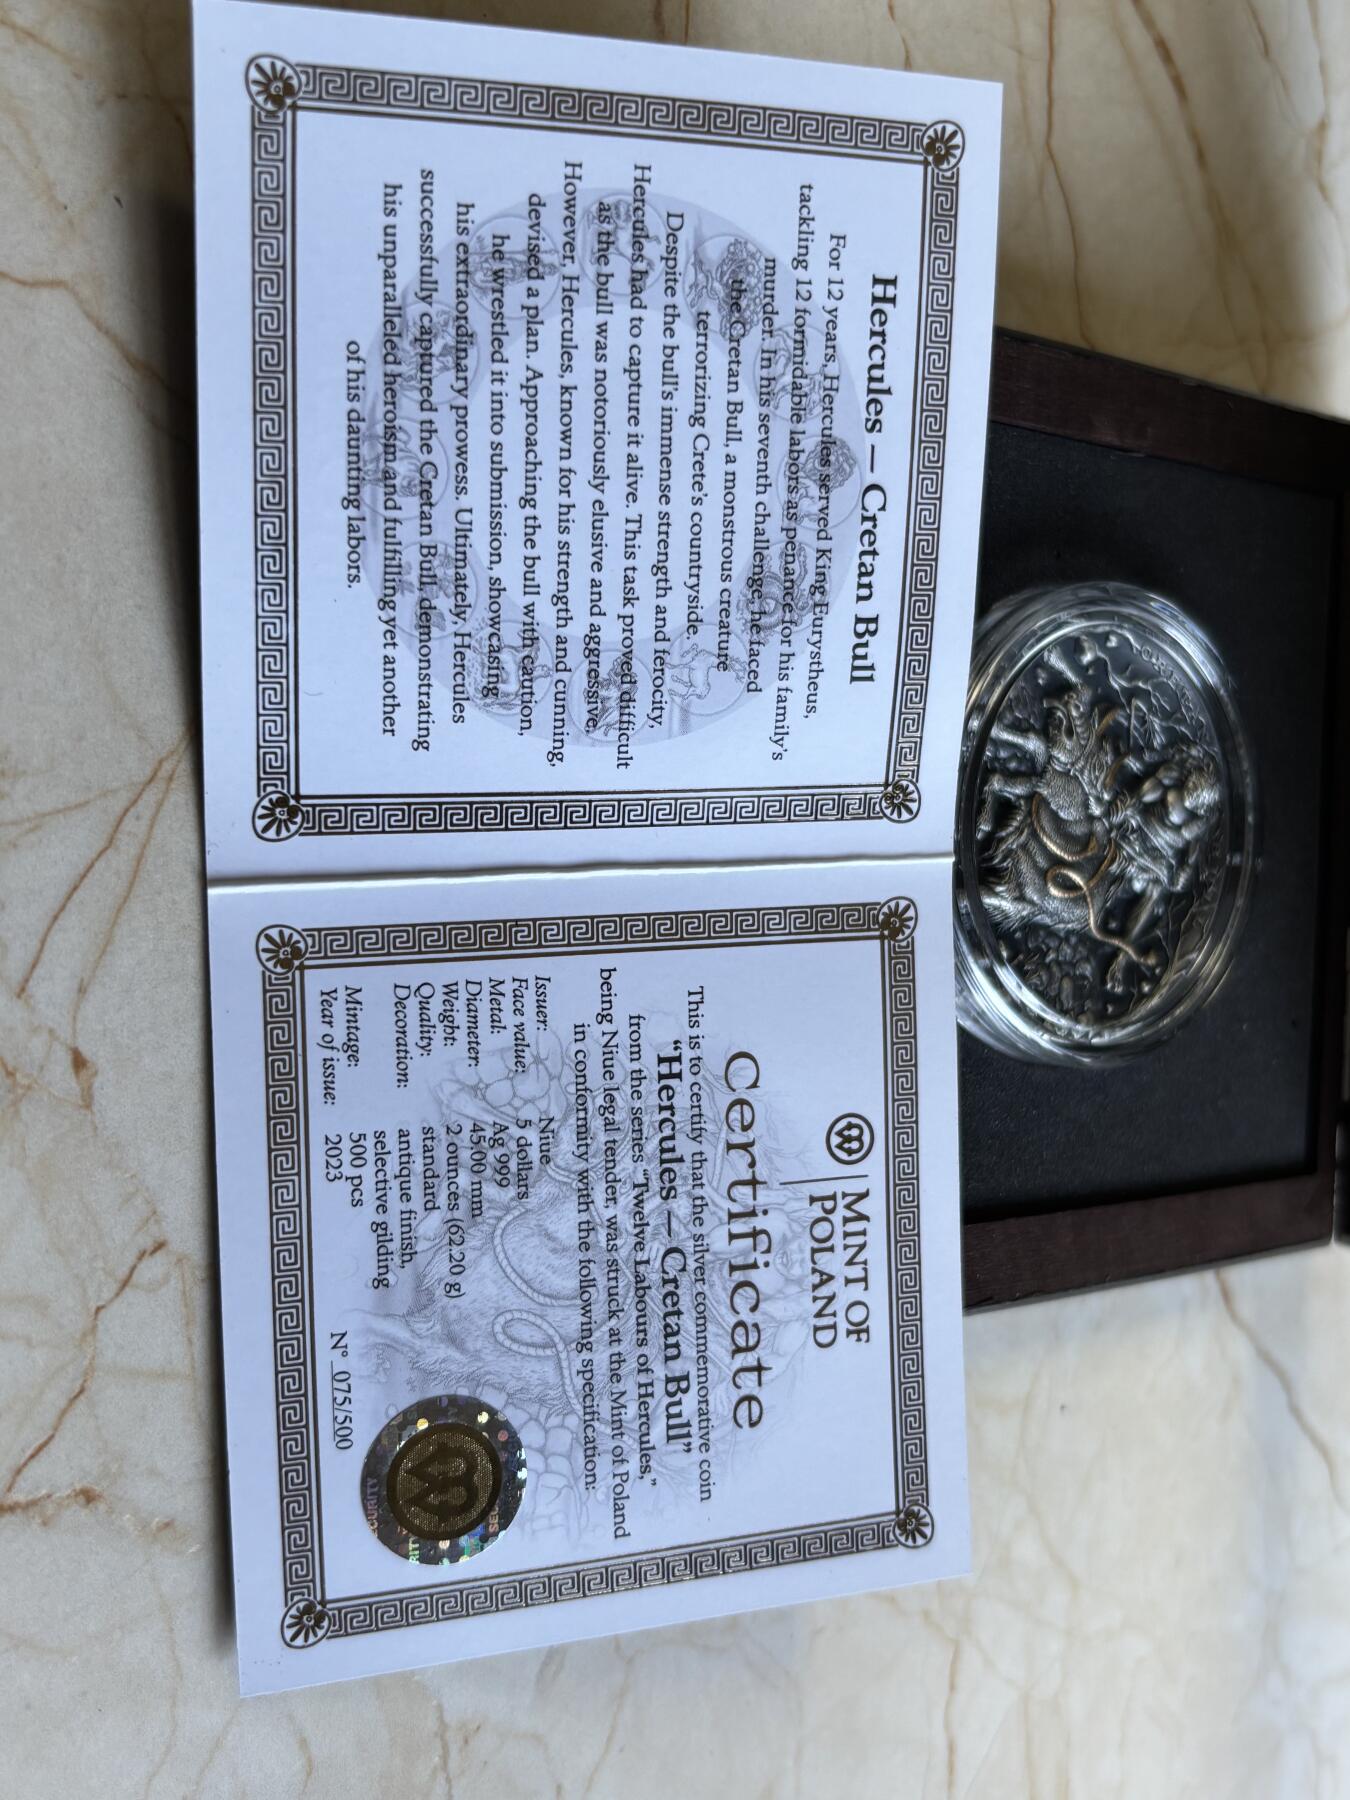 Hercules – Cretan Bull
For 12 years, Hercules served King Eurystheus,
tackling 12 formidable labors as penance for his family's
murder. In his seventh challenge, he faced
the Cretan Bull, a monstrous creature
terrorizing Crete's countryside.
Despite the bull's immense strength and ferocity,
Hercules had to capture it alive. This task proved difficult
as the bull was notoriously elusive and aggressive.
However, Hercules, known for his strength and cunning,
devised a plan. Approaching the bull with caution,
he wrestled it into submission, showcasing
his extraordinary prowess. Ultimately, Hercules
successfully captured the Cretan Bull, demonstrating
his unparalleled heroism and fulfilling yet another
of his daunting labors.
MINT OF
POLAND
Certificate
This is to certify that the silver commemorative coin
"Hercules – Cretan Bull"
from the series "Twelve Labours of Hercules,"
being Niue legal tender, was struck at the Mint of Poland
in conformity with the following specification:
Issuer: Niue
Face value: 5 dollars
Metal: Ag 999
Diameter: 45.00 mm
Weight: 2 ounces (62.20 g)
Quality: standard
Decoration: antique finish,
selective gilding
Mintage: 500 pcs
Year of issue: 2023
N° 075/500